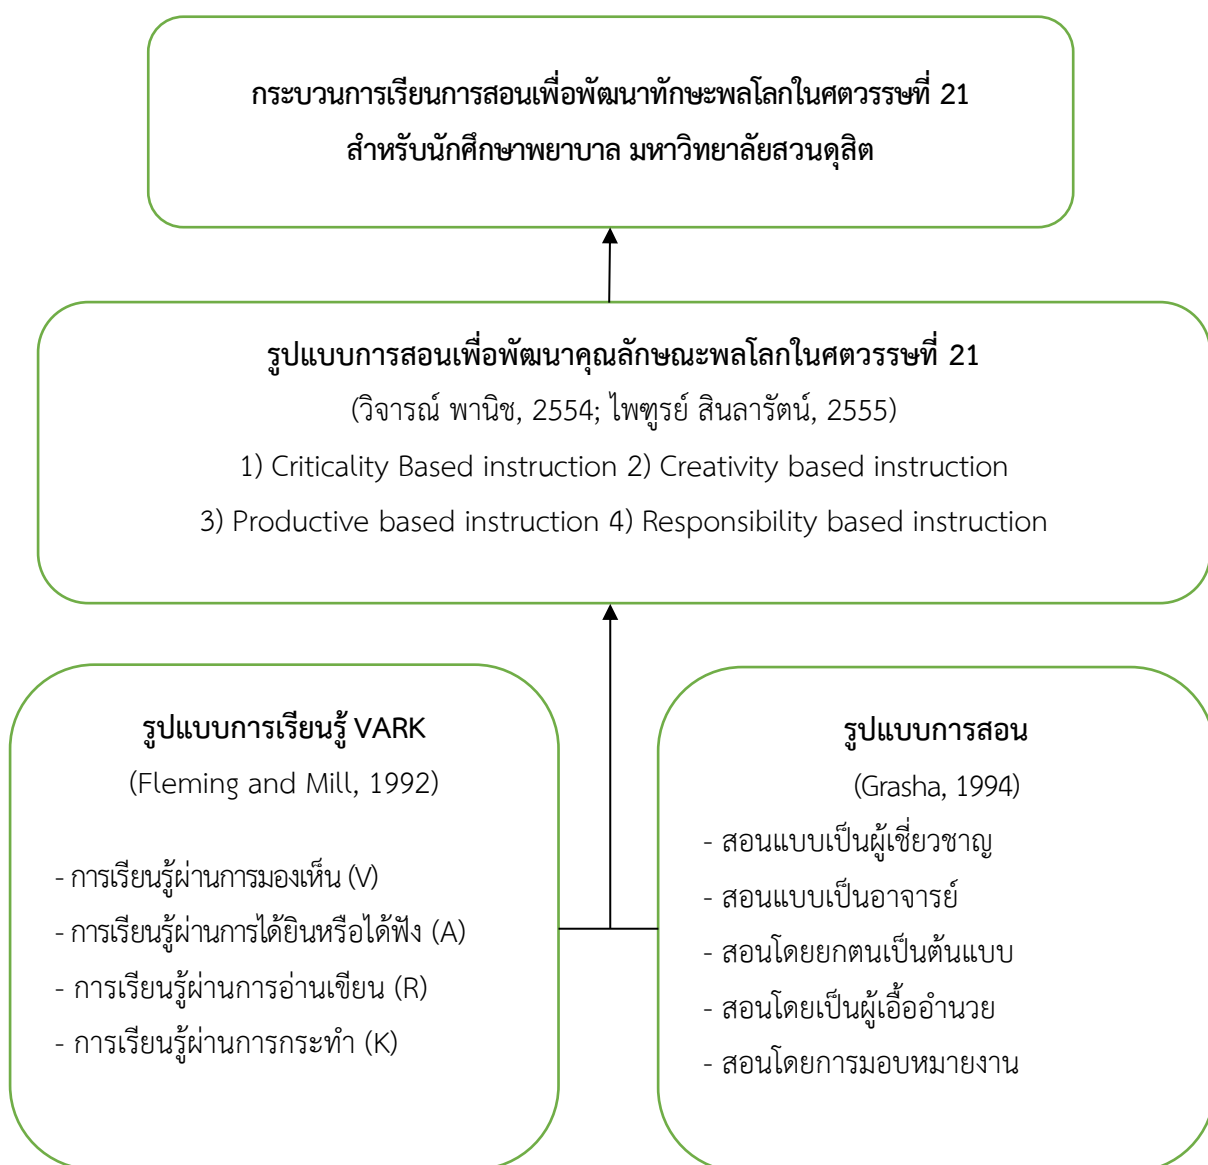 กระบวนการเรียนการสอนเพื่อพัฒนาทักษะพลโลกในศตวรรษที่ 21
สำหรับนักศึกษาพยาบาล มหาวิทยาลัยสวนดุสิต
รูปแบบการสอนเพื่อพัฒนาคุณลักษณะพลโลกในศตวรรษที่ 21
(วิจารณ์ พานิช, 2554; ไพฑูรย์ สินลารัตน์, 2555)
1) Criticality Based instruction 2) Creativity based instruction
3) Productive based instruction 4) Responsibility based instruction
รูปแบบการเรียนรู้ VARK
(Fleming and Mill, 1992)
- การเรียนรู้ผ่านการมองเห็น (V)
- การเรียนรู้ผ่านการได้ยินหรือได้ฟัง (A)
- การเรียนรู้ผ่านการอ่านเขียน (R)
- การเรียนรู้ผ่านการกระทำ (K)
รูปแบบการสอน
(Grasha, 1994)
- สอนแบบเป็นผู้เชี่ยวชาญ
- สอนแบบเป็นอาจารย์
- สอนโดยยกตนเป็นต้นแบบ
- สอนโดยเป็นผู้เอื้ออำนวย
- สอนโดยการมอบหมายงาน